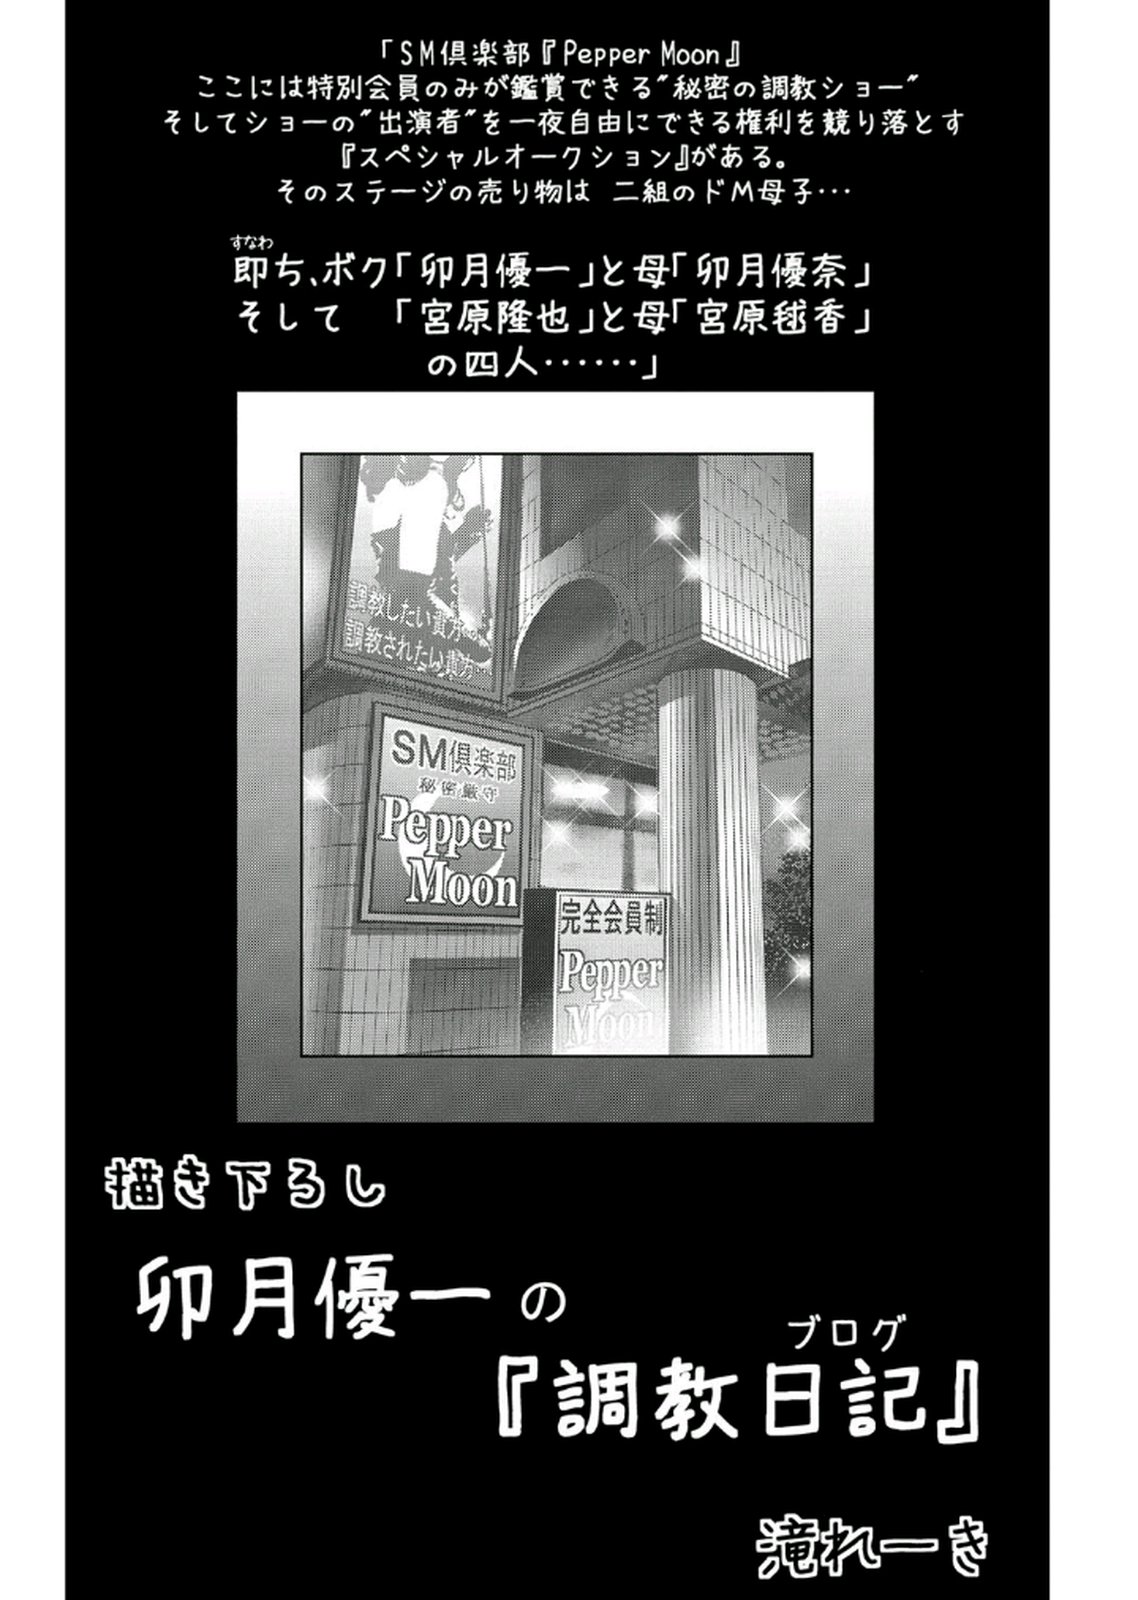 「SM倶楽部『Pepper Moon』
ここには特別会員のみが鑑賞できる"秘密の調教ショー"
そしてショーの"出演者"を一夜自由にできる権利を競り落とす
『スペシャルオークション』がある。
そのステージの売り物は 二組のドM母子…
すなわ
即ち、ボク「卯月優一」と母「卯月優奈」
そして 「宮原隆也」と母「宮原毬香」
の四人……」
調教したい貴方…
調教されたい貴方…
SM倶楽部
秘密厳守
Pepper
Moon
完全会員制
Pepper
Moon
描き下ろし
卯月優一の
ブログ
『調教日記』
滝れーき